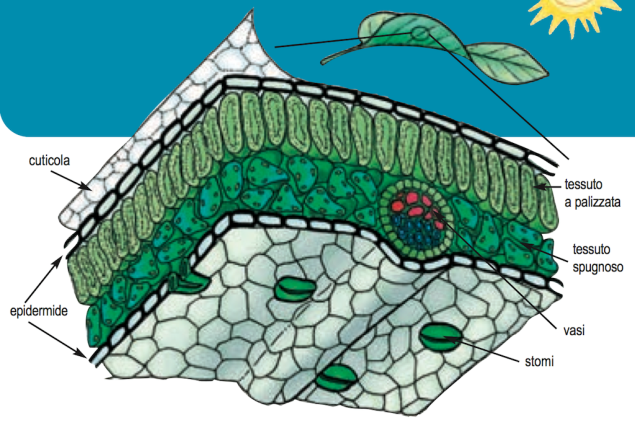 cuticola
tessuto
a palizzata
tessuto
spugnoso
epidermide
vasi
stomi